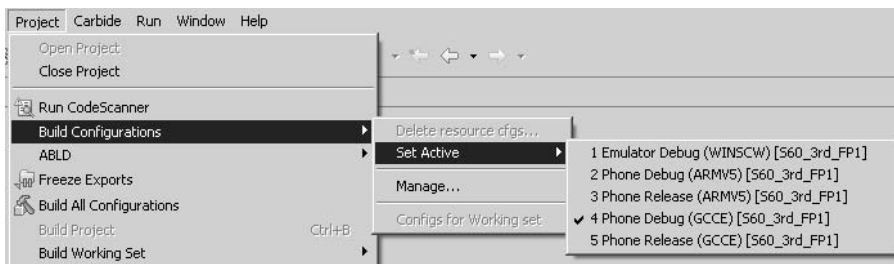 Project Carbide Run Window Help
Open Project
Close Project
Run CodeScanner
Build Configurations
ABLD
Freeze Exports
Build All Configurations
Build Project Ctrl+B
Build Working Set
Delete resource cfgs...
Set Active
Manage...
Configs for Working set
1 Emulator Debug (WINSCW) [S60_3rd_FP1]
2 Phone Debug (ARMV5) [S60_3rd_FP1]
3 Phone Release (ARMV5) [S60_3rd_FP1]
4 Phone Debug (GCCE) [S60_3rd_FP1]
5 Phone Release (GCCE) [S60_3rd_FP1]